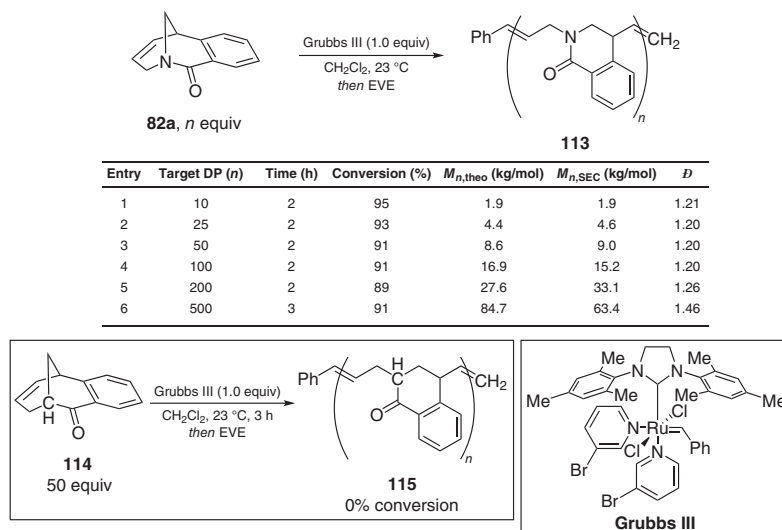 N
O
82a, n equiv
Grubbs III (1.0 equiv)
CH2Cl2, 23 °C
then EVE
Ph
N
O
CH2
n
113
Entry Target DP (n) Time (h) Conversion (%) Mn,theo (kg/mol) Mn,SEC (kg/mol) Đ
1 10 2 95 1.9 1.9 1.21
2 25 2 93 4.4 4.6 1.20
3 50 2 91 8.6 9.0 1.20
4 100 2 91 16.9 15.2 1.20
5 200 2 89 27.6 33.1 1.26
6 500 3 91 84.7 63.4 1.46
C
H
O
114
50 equiv
Grubbs III (1.0 equiv)
CH2Cl2, 23 °C, 3 h
then EVE
Ph
H
C
O
CH2
n
115
0% conversion
Me
Me
N
N
Me
Me
Me
Me
Cl
N
Ru
Cl
Ph
N
Br
Br
Grubbs III